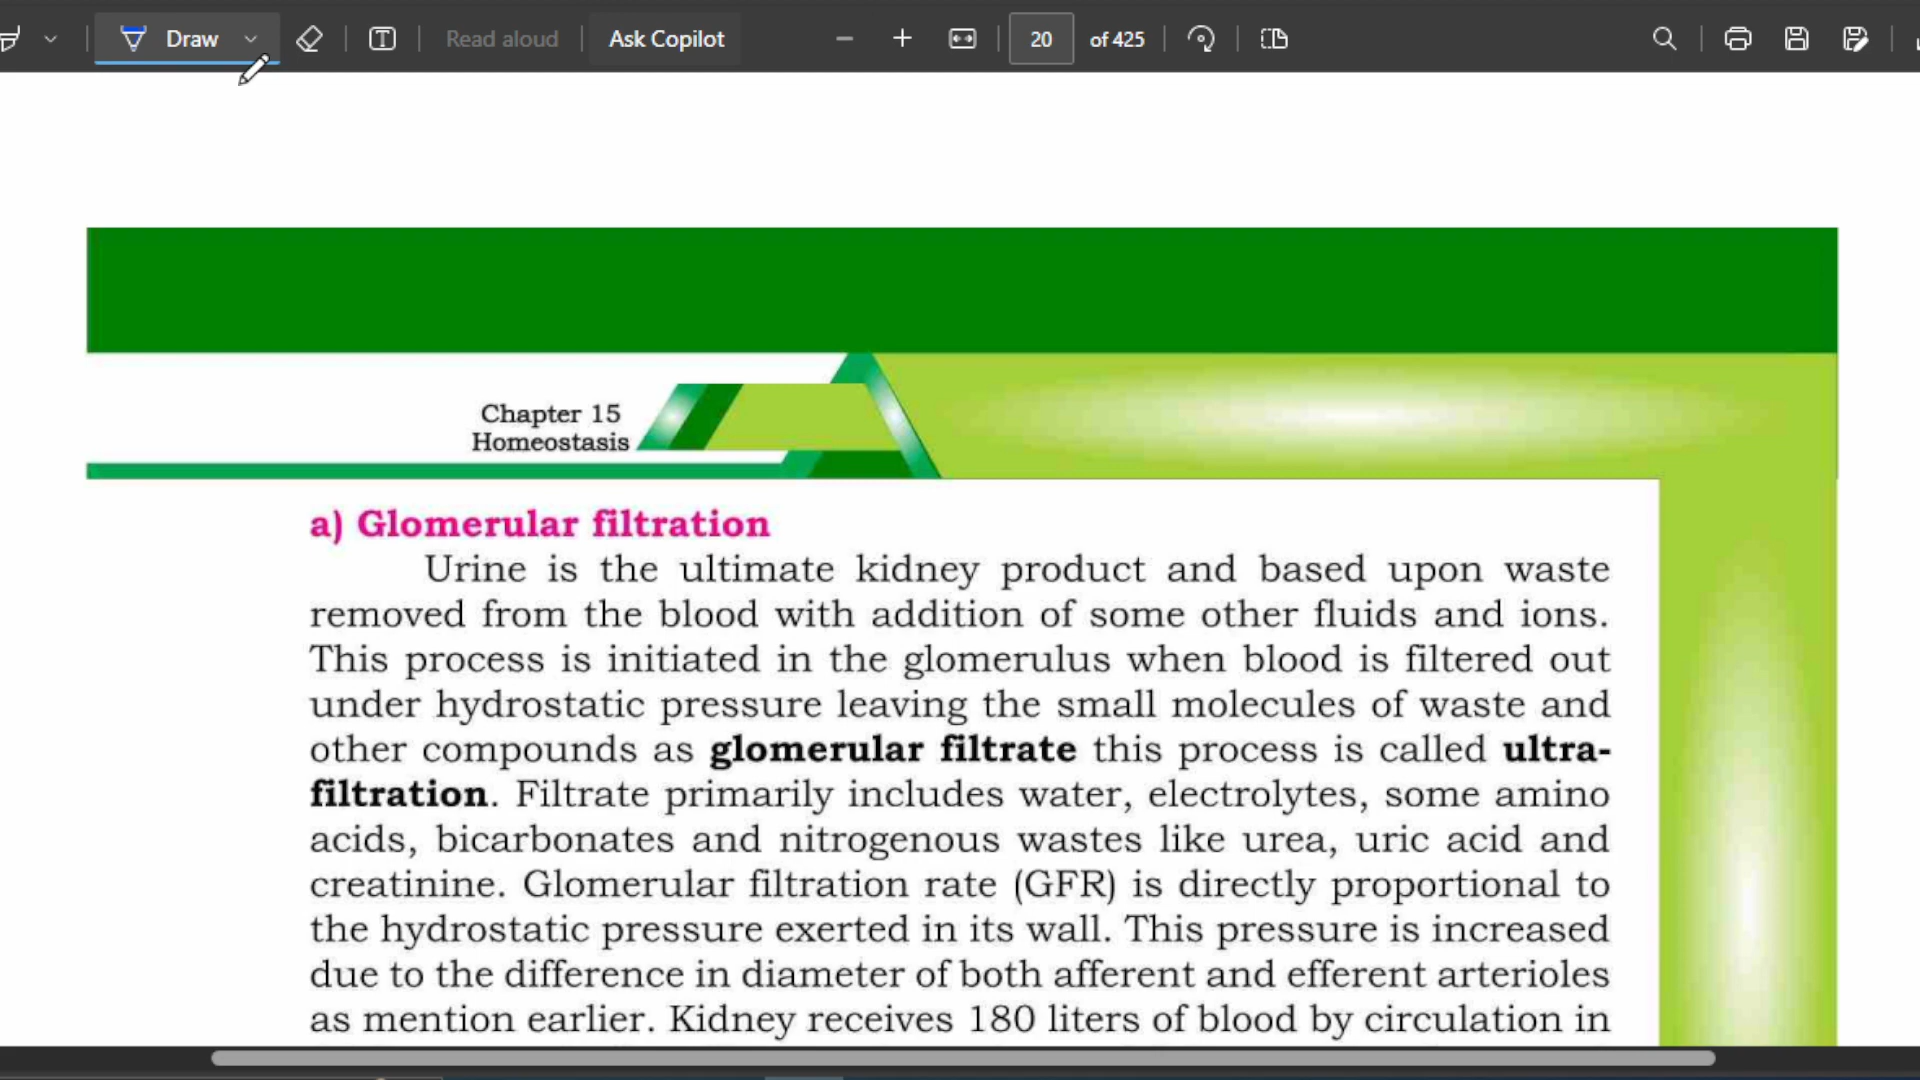 Draw Read aloud Ask Copilot 20 of 425
Chapter 15
Homeostasis
a) Glomerular filtration
Urine is the ultimate kidney product and based upon waste
removed from the blood with addition of some other fluids and ions.
This process is initiated in the glomerulus when blood is filtered out
under hydrostatic pressure leaving the small molecules of waste and
other compounds as glomerular filtrate this process is called ultra-
filtration. Filtrate primarily includes water, electrolytes, some amino
acids, bicarbonates and nitrogenous wastes like urea, uric acid and
creatinine. Glomerular filtration rate (GFR) is directly proportional to
the hydrostatic pressure exerted in its wall. This pressure is increased
due to the difference in diameter of both afferent and efferent arterioles
as mention earlier. Kidney receives 180 liters of blood by circulation in